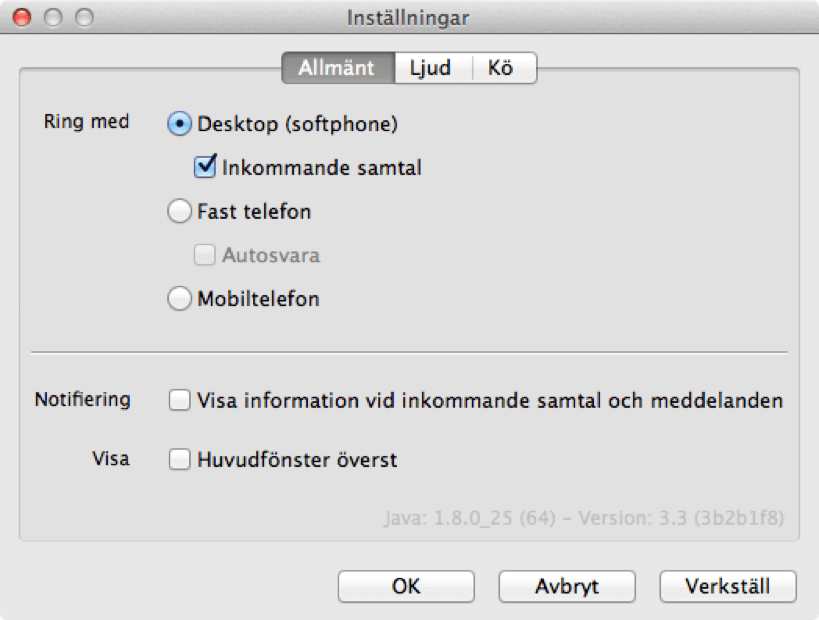 Inställningar
Allmänt Ljud Kö
Ring med Desktop (softphone)
Inkommande samtal
Fast telefon
Autosvara
Mobiltelefon
Notifiering Visa information vid inkommande samtal och meddelanden
Visa Huvudfönster överst
Java: 1.8.0_25 (64) – Version: 3.3 (3b2b1f8)
OK Avbryt Verkställ